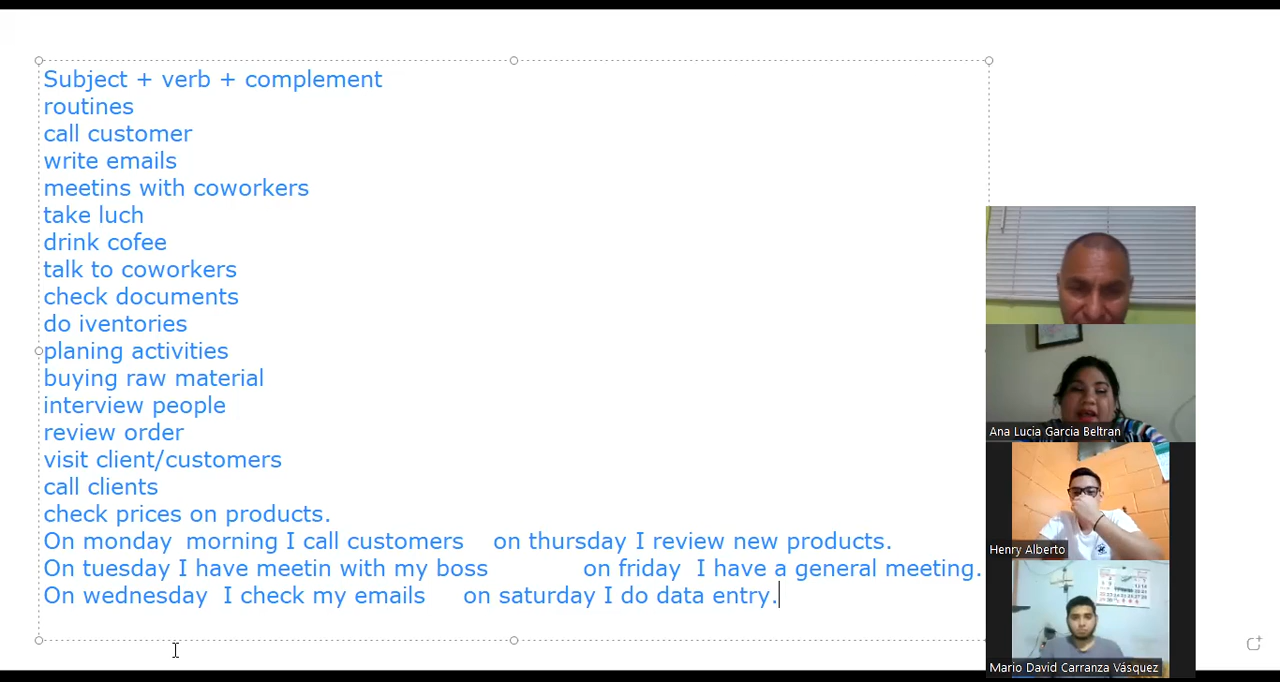 Subject + verb + complement
routines
call customer
write emails
meetins with coworkers
take luch
drink cofee
talk to coworkers
check documents
do iventories
planing activities
buying raw material
interview people
review order
visit client/customers
call clients
check prices on products.
On monday morning I call customers on thursday I review new products.
On tuesday I have meetin with my boss on friday I have a general meeting.
On wednesday I check my emails on saturday I do data entry.
Ana Lucia Garcia Beltran
Henry Alberto
Mario David Carranza Vásquez